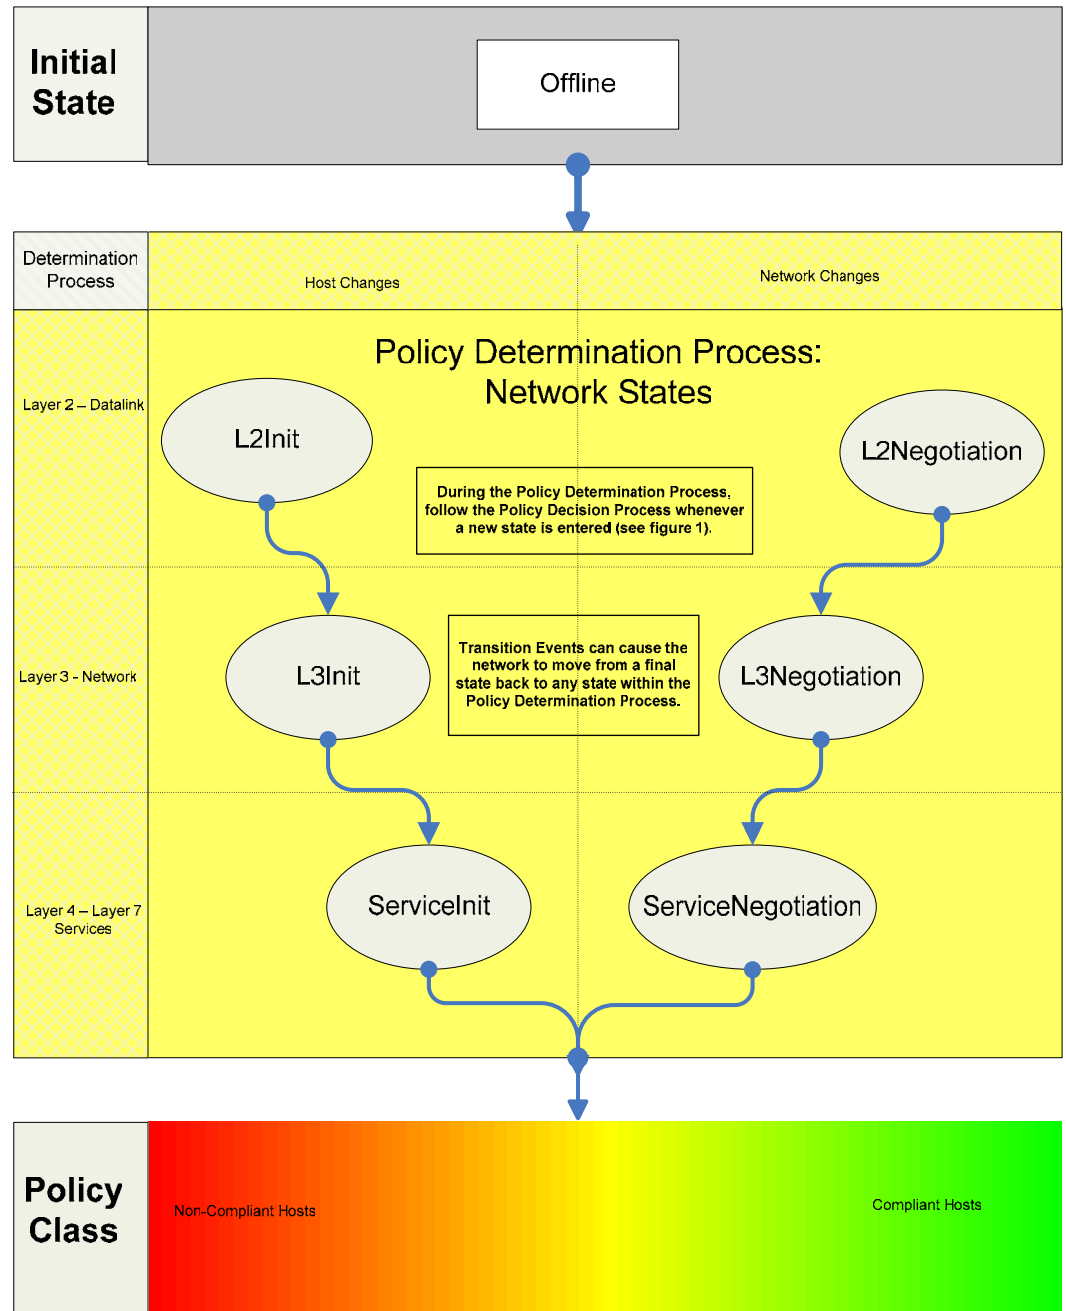 Initial
State
Offline
Determination
Process
Host Changes
Network Changes
Policy Determination Process:
Network States
Layer 2 – Datalink
L2Init
L2Negotiation
During the Policy Determination Process,
follow the Policy Decision Process whenever
a new state is entered (see figure 1).
Layer 3 - Network
L3Init
Transition Events can cause the
network to move from a final
state back to any state within the
Policy Determination Process.
L3Negotiation
Layer 4 – Layer 7
Services
ServiceInit
ServiceNegotiation
Policy
Class
Non-Compliant Hosts
Compliant Hosts